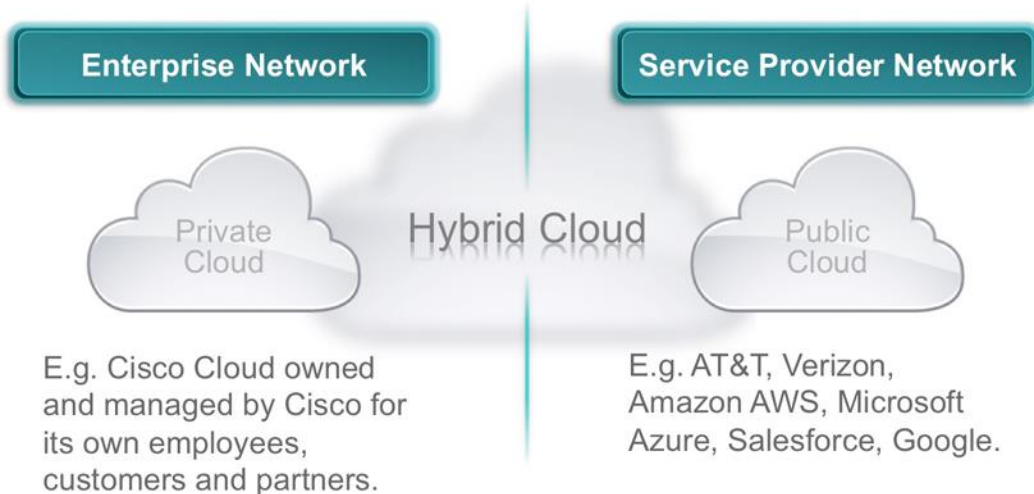 Enterprise Network
Service Provider Network
Private
Cloud
Hybrid Cloud
Public
Cloud
E.g. Cisco Cloud owned
and managed by Cisco for
its own employees,
customers and partners.
E.g. AT&T, Verizon,
Amazon AWS, Microsoft
Azure, Salesforce, Google.